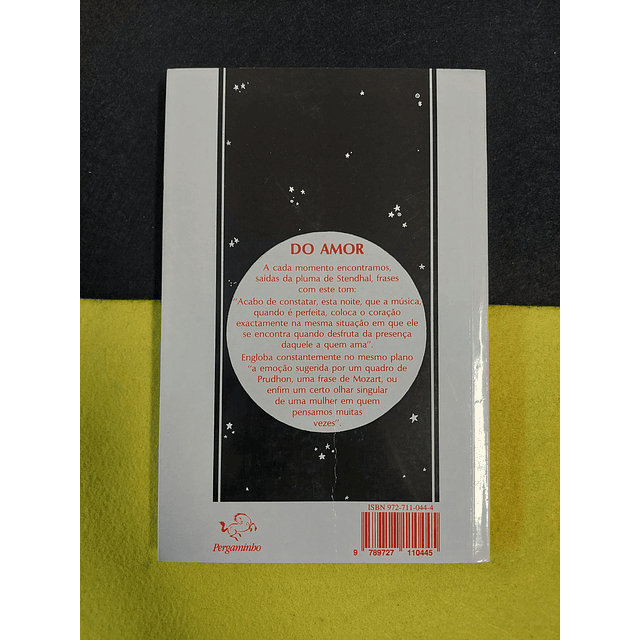 DO AMOR
A cada momento encontramos,
saídas da pluma de Stendhal, frases
com este tom:
"Acabo de constatar, esta noite, que a música,
quando é perfeita, coloca o coração
exactamente na mesma situação em que ele
se encontra quando desfruta da presença
daquele a quem ama".
Engloba constantemente no mesmo plano
"a emoção sugerida por um quadro de
Prudhon, uma frase de Mozart, ou
enfim um certo olhar singular
de uma mulher em quem
pensamos muitas
vezes".
ISBN 972-711-044-4
Pergaminho
9 789727 110445